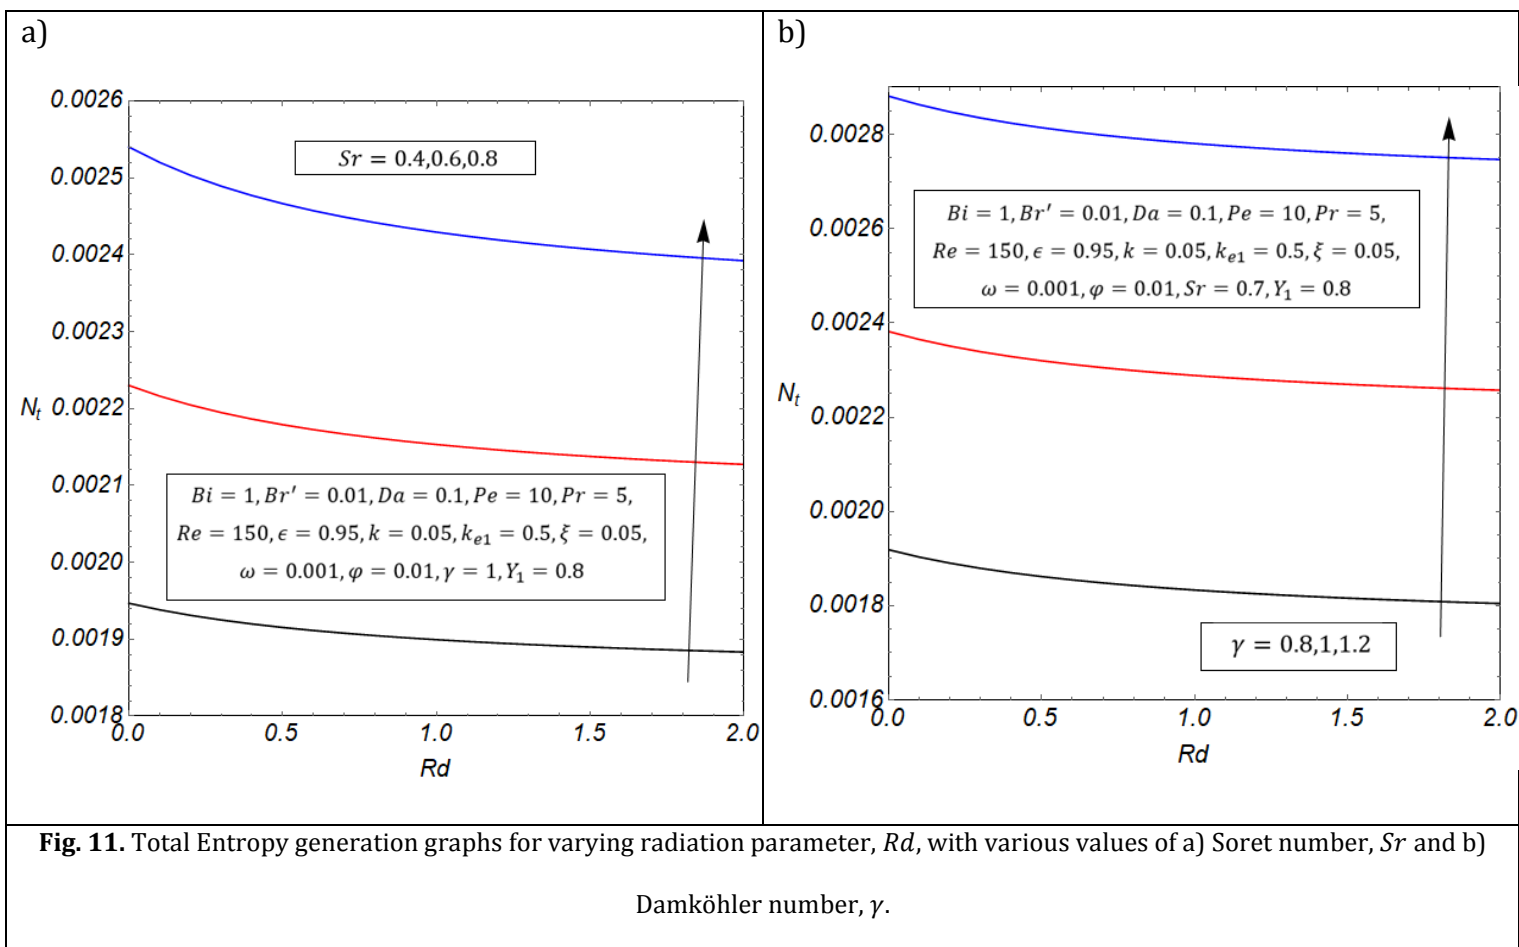 a)
0.0026
0.0025
0.0024
0.0023
0.0022
0.0021
0.0020
0.0019
0.0018
N_t
Sr = 0.4,0.6,0.8
Bi = 1, Br′ = 0.01, Da = 0.1, Pe = 10, Pr = 5,
Re = 150, ϵ = 0.95, k = 0.05, k_{e1} = 0.5, ξ = 0.05,
ω = 0.001, φ = 0.01, γ = 1, Y_1 = 0.8
0.0 0.5 1.0 1.5 2.0
Rd
b)
0.0028
0.0026
0.0024
0.0022
0.0020
0.0018
0.0016
N_t
Bi = 1, Br′ = 0.01, Da = 0.1, Pe = 10, Pr = 5,
Re = 150, ϵ = 0.95, k = 0.05, k_{e1} = 0.5, ξ = 0.05,
ω = 0.001, φ = 0.01, Sr = 0.7, Y_1 = 0.8
γ = 0.8,1,1.2
0.0 0.5 1.0 1.5 2.0
Rd
Fig. 11. Total Entropy generation graphs for varying radiation parameter, Rd, with various values of a) Soret number, Sr and b)
Damköhler number, γ.